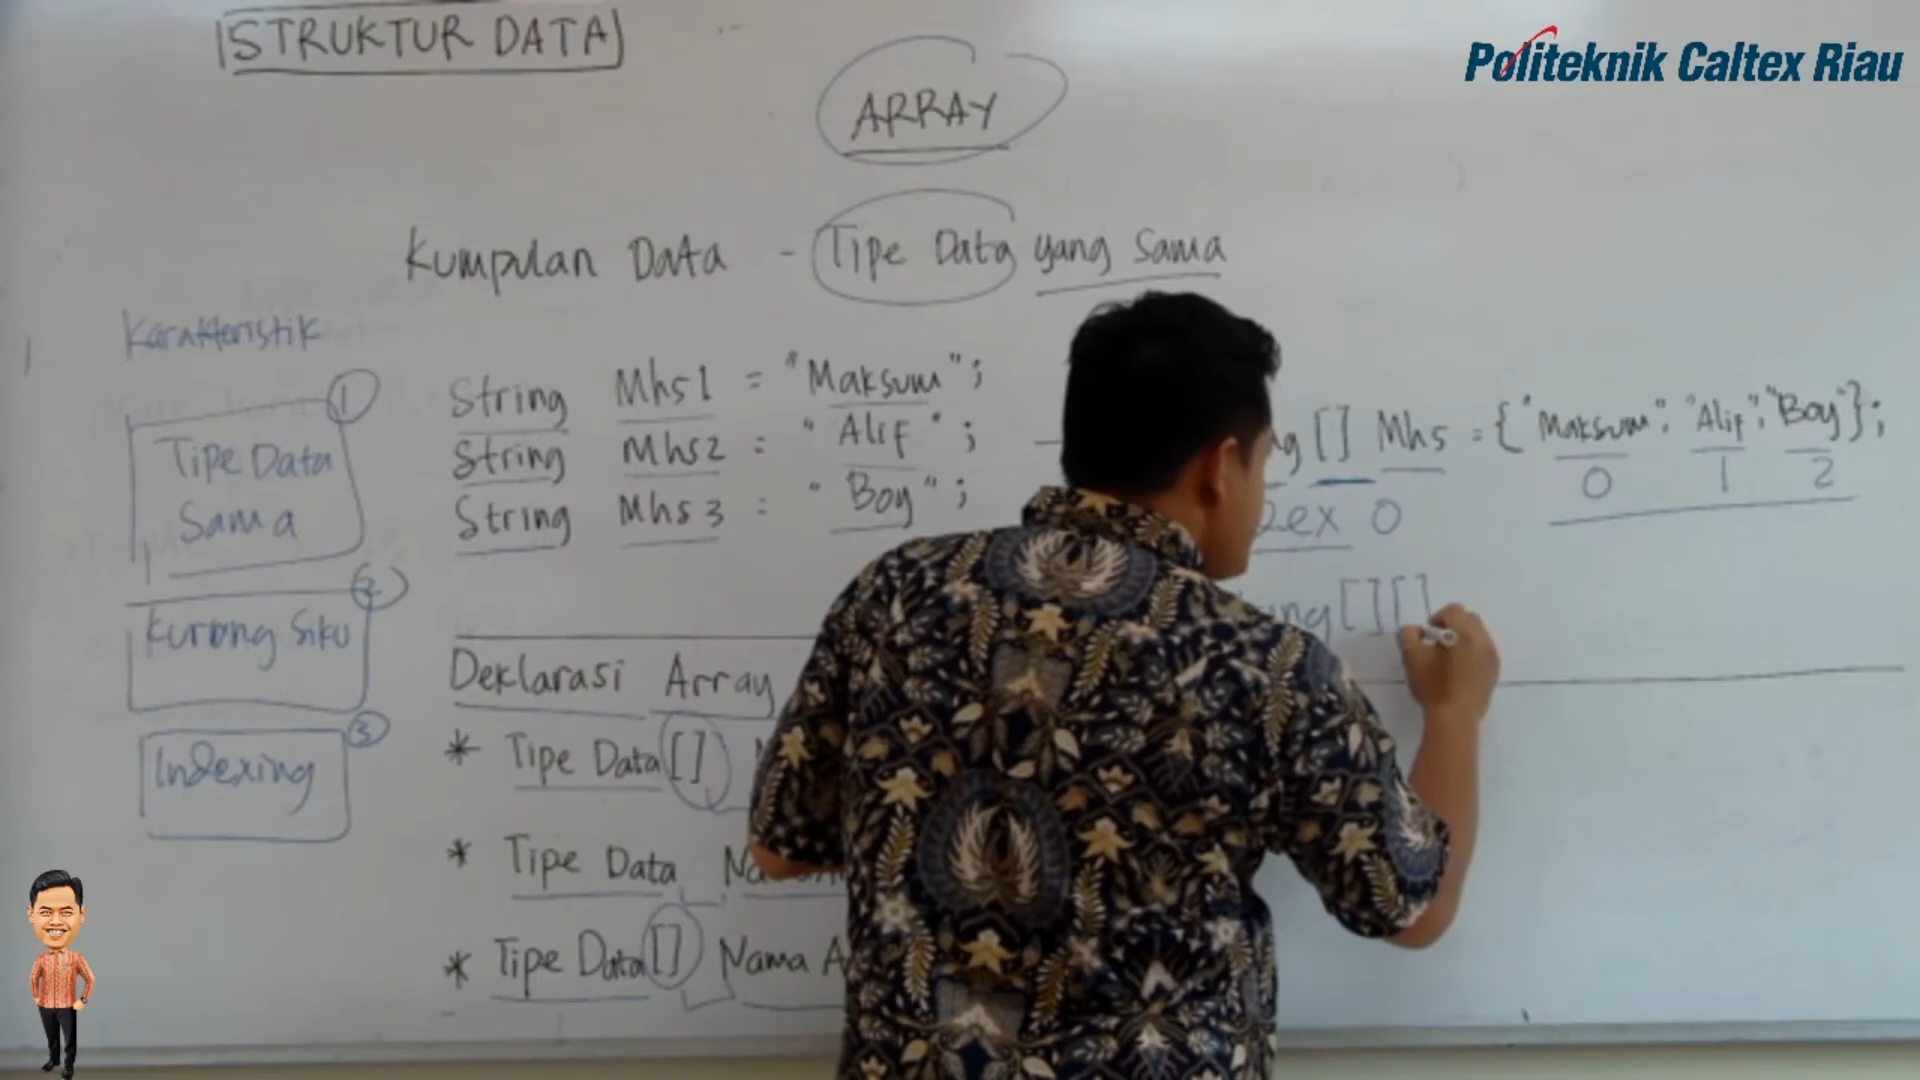 STRUKTUR DATA
Politeknik Caltex Riau
ARRAY
Kumpulan Data - Tipe Data yang Sama
Karakteristik
1
Tipe Data
Sama
2
Kurung Siku
3
Indexing
String Mhs1 = "Maksum";
String Mhs2 = "Alif";
String Mhs3 = "Boy";
[] Mhs = {"Maksum", "Alif", "Boy"};
0 1 2
0
[][]
Deklarasi Array
* Tipe Data[]
* Tipe Data
* Tipe Data[] Nama A